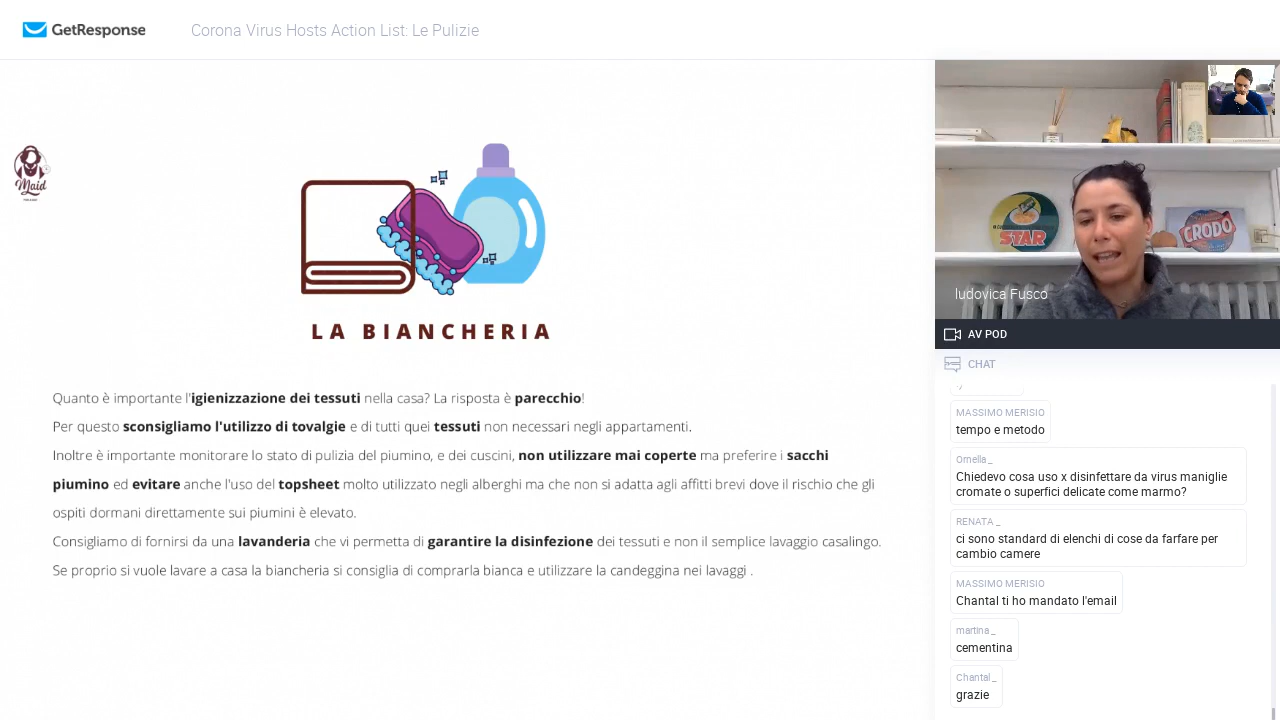 GetResponse
Corona Virus Hosts Action List: Le Pulizie
Maid
LA BIANCHERIA
Quanto è importante l'igienizzazione dei tessuti nella casa? La risposta è parecchio!
Per questo sconsigliamo l'utilizzo di tovalgie e di tutti quei tessuti non necessari negli appartamenti.
Inoltre è importante monitorare lo stato di pulizia del piumino, e dei cuscini, non utilizzare mai coperte ma preferire i sacchi
piumino ed evitare anche l'uso del topsheet molto utilizzato negli alberghi ma che non si adatta agli affitti brevi dove il rischio che gli
ospiti dormani direttamente sui piumini è elevato.
Consigliamo di fornirsi da una lavanderia che vi permetta di garantire la disinfezione dei tessuti e non il semplice lavaggio casalingo.
Se proprio si vuole lavare a casa la biancheria si consiglia di comprarla bianca e utilizzare la candeggina nei lavaggi .
STAR
CRODO
ludovica Fusco
AV POD
CHAT
MASSIMO MERISIO
tempo e metodo
Ornella _
Chiedevo cosa uso x disinfettare da virus maniglie
cromate o superfici delicate come marmo?
RENATA _
ci sono standard di elenchi di cose da farfare per
cambio camere
MASSIMO MERISIO
Chantal ti ho mandato l'email
martina _
cementina
Chantal _
grazie